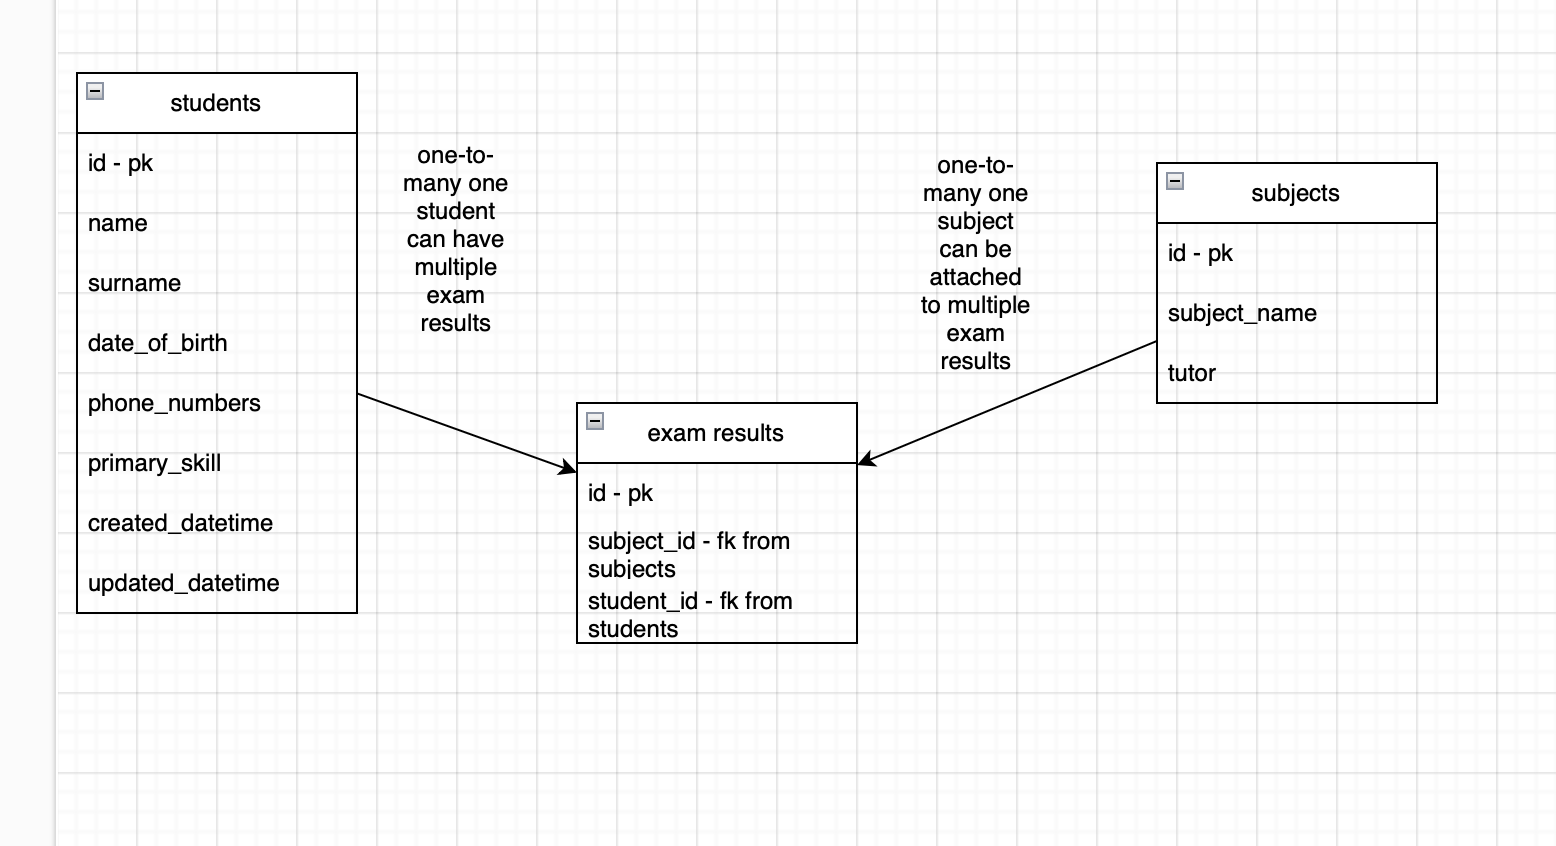 students
id - pk
name
surname
date_of_birth
phone_numbers
primary_skill
created_datetime
updated_datetime
one-to-
many one
student
can have
multiple
exam
results
exam results
id - pk
subject_id - fk from
subjects
student_id - fk from
students
one-to-
many one
subject
can be
attached
to multiple
exam
results
subjects
id - pk
subject_name
tutor